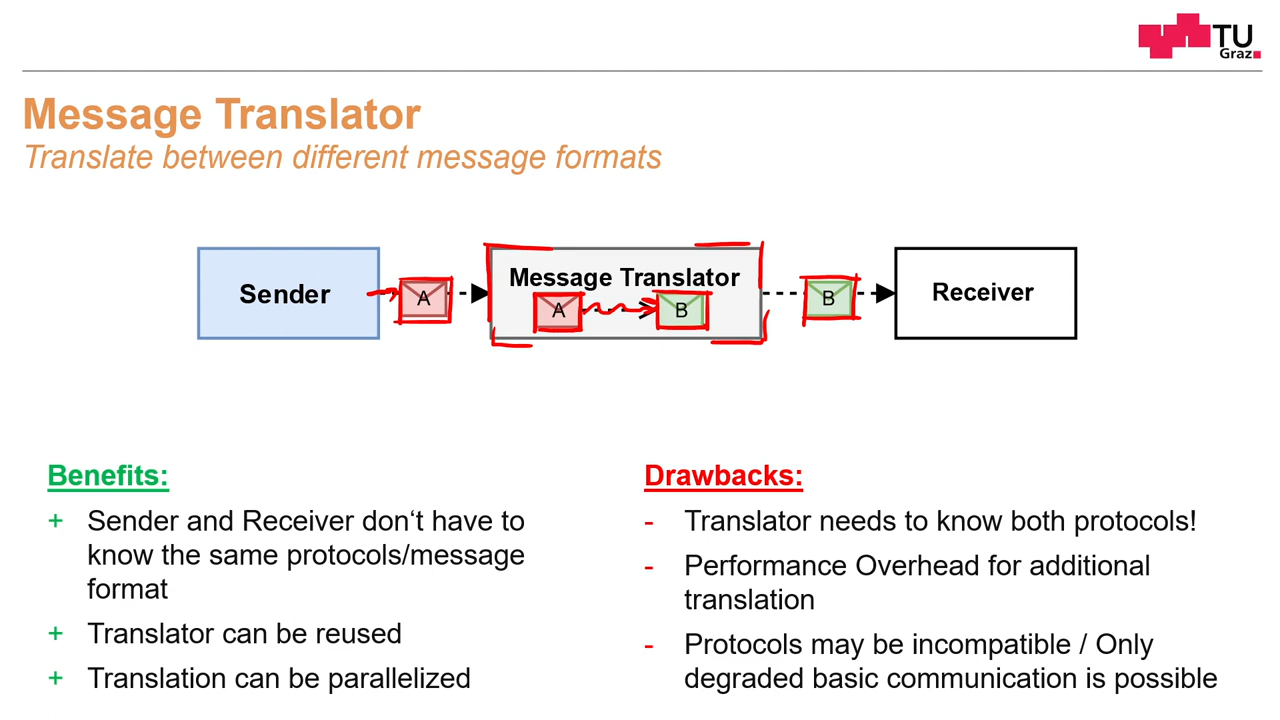 TU
Graz
Message Translator
Translate between different message formats
Sender
A
Message Translator
A
B
B
Receiver
Benefits:
+ Sender and Receiver don‘t have to
know the same protocols/message
format
+ Translator can be reused
+ Translation can be parallelized
Drawbacks:
- Translator needs to know both protocols!
- Performance Overhead for additional
translation
- Protocols may be incompatible / Only
degraded basic communication is possible